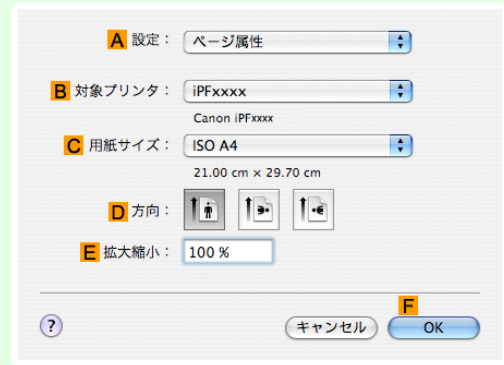 A 設定： ページ属性
B 対象プリンタ： iPFxxxx
Canon iPFxxxx
C 用紙サイズ： ISO A4
21.00 cm × 29.70 cm
D 方向：
E 拡大縮小： 100 %
F
? キャンセル OK